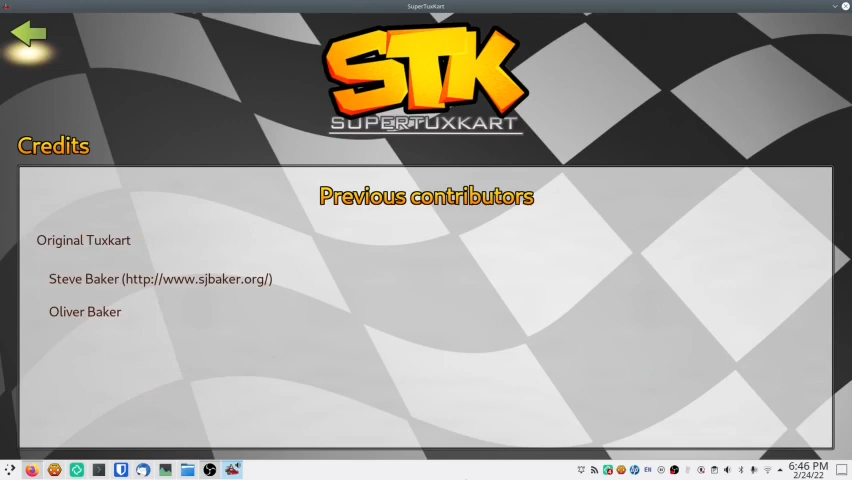 SuperTuxKart
STK
SUPERTUXKART
Credits
Previous contributors
Original Tuxkart
Steve Baker (http://www.sjbaker.org/)
Oliver Baker
EN
6:46 PM
2/24/22